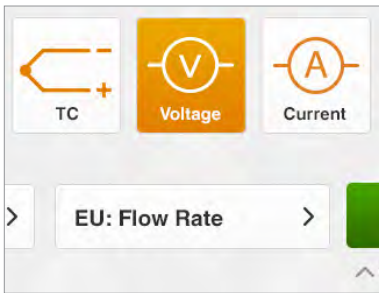 V
A
TC
Voltage
Current
EU: Flow Rate